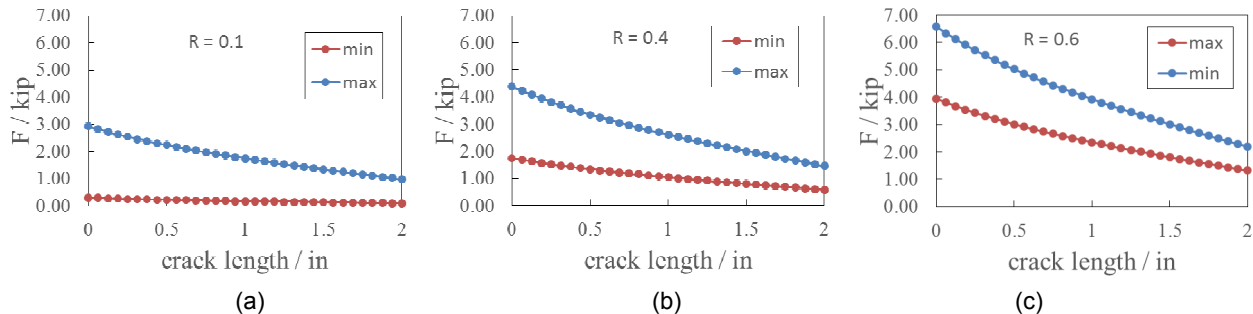 7.00
6.00
5.00
4.00
3.00
2.00
1.00
0.00
F / kip
R = 0.1
min
max
0 0.5 1 1.5 2
crack length / in
(a)
7.00
6.00
5.00
4.00
3.00
2.00
1.00
0.00
F / kip
R = 0.4
min
max
0 0.5 1 1.5 2
crack length / in
(b)
7.00
6.00
5.00
4.00
3.00
2.00
1.00
0.00
F / kip
R = 0.6
max
min
0 0.5 1 1.5 2
crack length / in
(c)